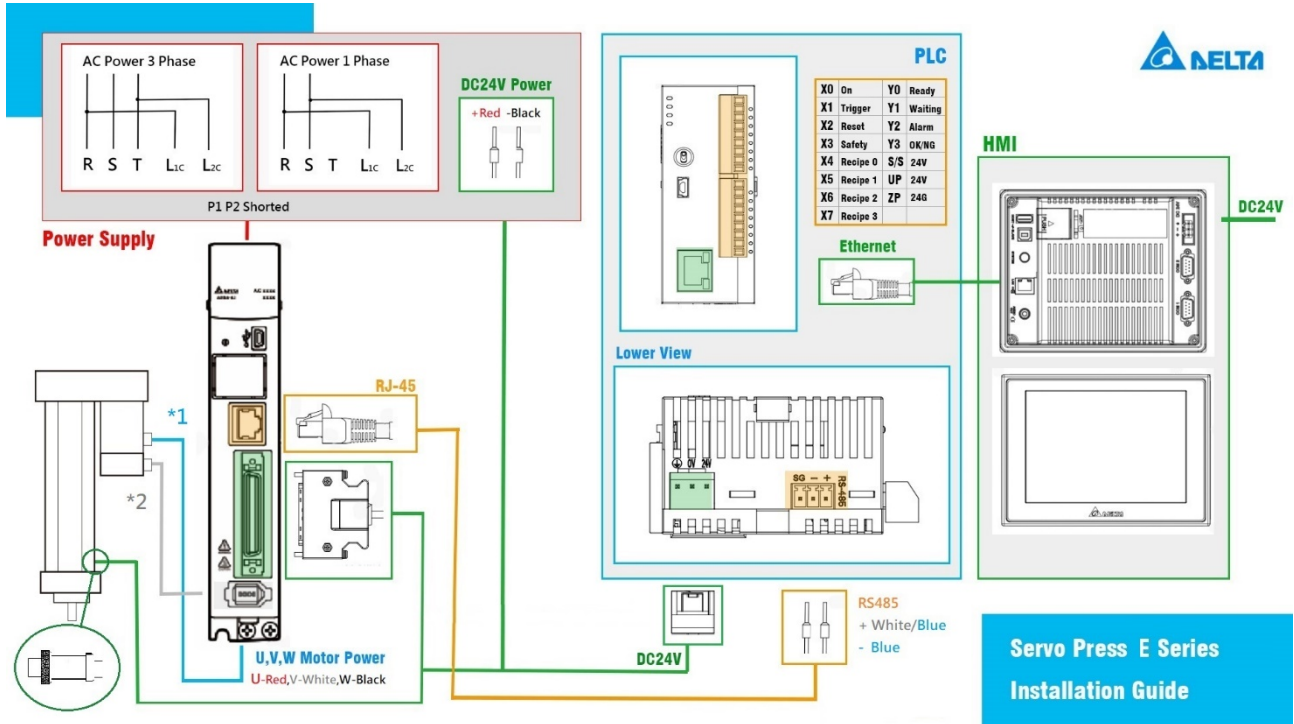 AC Power 3 Phase
R S T L1C L2C
AC Power 1 Phase
R S T L1C L2C
DC24V Power
+Red -Black
P1 P2 Shorted
Power Supply
RJ-45
*1
*2
U,V,W Motor Power
U-Red,V-White,W-Black
PLC
X0 On Y0 Ready
X1 Trigger Y1 Waiting
X2 Reset Y2 Alarm
X3 Safety Y3 OK/NG
X4 Recipe 0 S/S 24V
X5 Recipe 1 UP 24V
X6 Recipe 2 ZP 24G
X7 Recipe 3
Ethernet
Lower View
0V 24V
SG - +
RS-485
DC24V
RS485
+ White/Blue
- Blue
DELTA
HMI
DC24V
DELTA
Servo Press E Series
Installation Guide